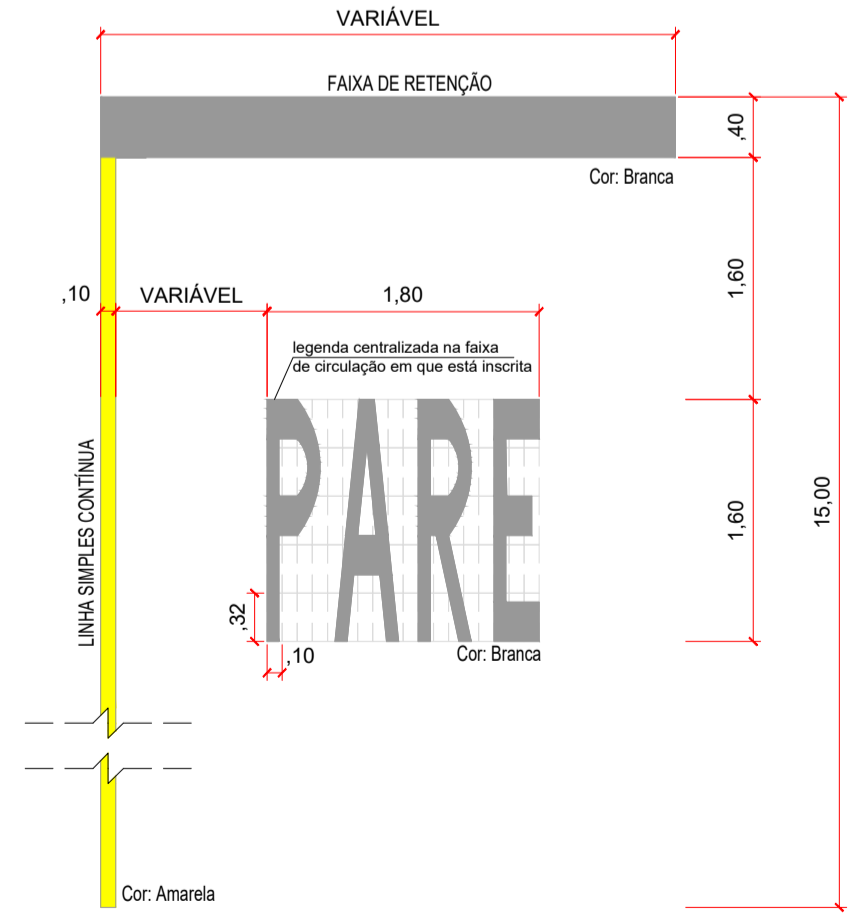 VARIÁVEL
FAIXA DE RETENÇÃO
,40
Cor: Branca
1,60
,10
VARIÁVEL
1,80
legenda centralizada na faixa
de circulação em que está inscrita
PARE
LINHA SIMPLES CONTÍNUA
1,60
15,00
,32
,10
Cor: Branca
Cor: Amarela